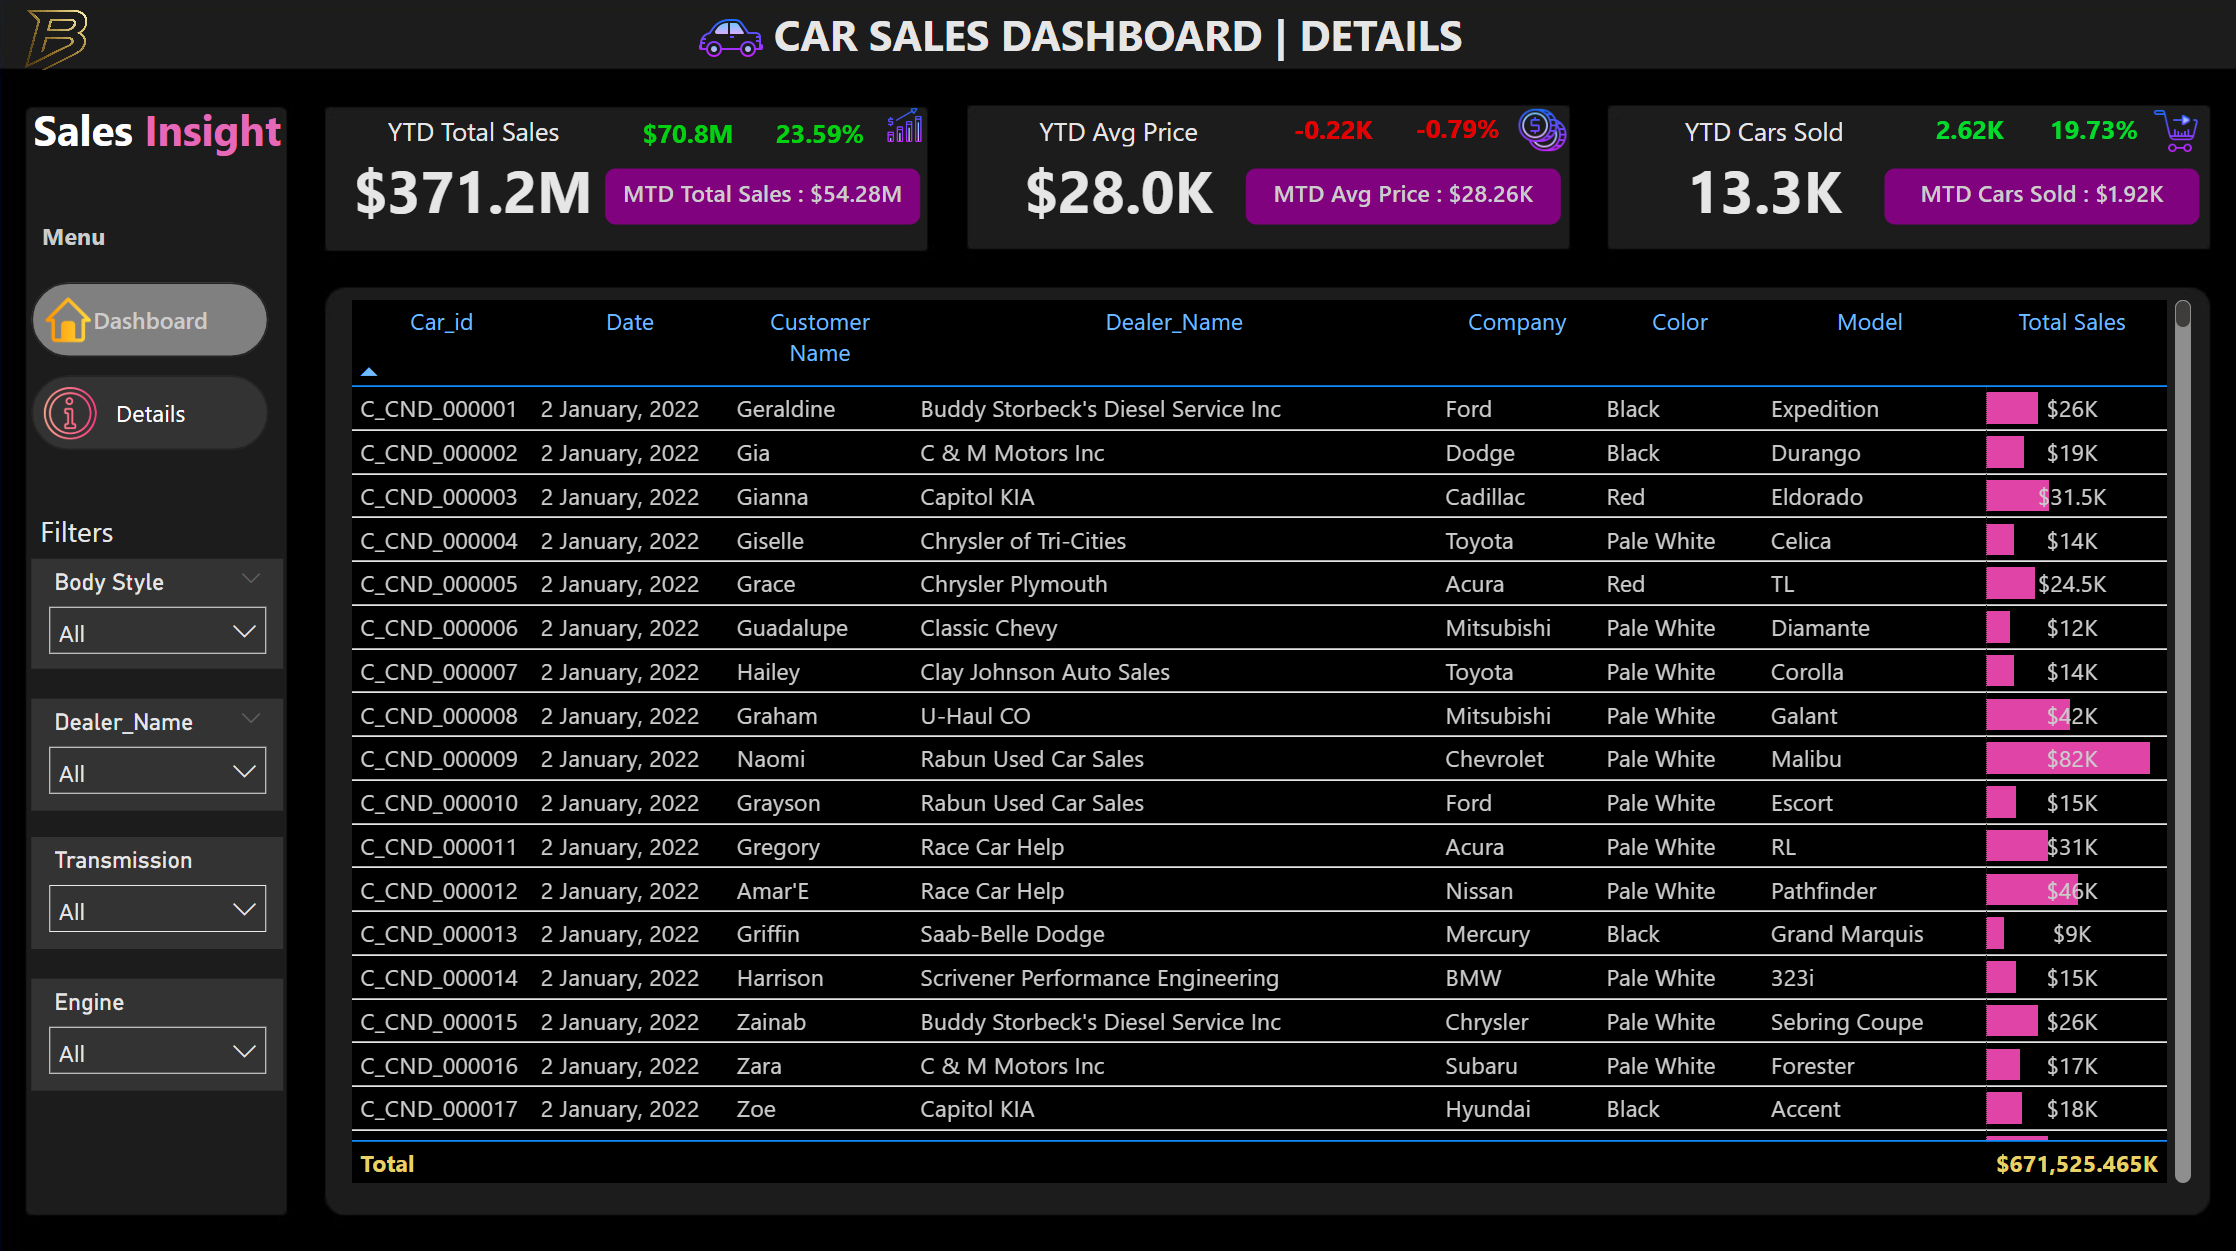 CAR SALES DASHBOARD | DETAILS
Sales Insight
Menu
Dashboard
Details
Filters
Body Style
All
Dealer_Name
All
Transmission
All
Engine
All
YTD Total Sales $70.8M 23.59%
$371.2M MTD Total Sales : $54.28M
YTD Avg Price -0.22K -0.79%
$28.0K MTD Avg Price : $28.26K
YTD Cars Sold 2.62K 19.73%
13.3K MTD Cars Sold : $1.92K
Car_id Date Customer Name Dealer_Name Company Color Model Total Sales
C_CND_000001 2 January, 2022 Geraldine Buddy Storbeck's Diesel Service Inc Ford Black Expedition $26K
C_CND_000002 2 January, 2022 Gia C & M Motors Inc Dodge Black Durango $19K
C_CND_000003 2 January, 2022 Gianna Capitol KIA Cadillac Red Eldorado $31.5K
C_CND_000004 2 January, 2022 Giselle Chrysler of Tri-Cities Toyota Pale White Celica $14K
C_CND_000005 2 January, 2022 Grace Chrysler Plymouth Acura Red TL $24.5K
C_CND_000006 2 January, 2022 Guadalupe Classic Chevy Mitsubishi Pale White Diamante $12K
C_CND_000007 2 January, 2022 Hailey Clay Johnson Auto Sales Toyota Pale White Corolla $14K
C_CND_000008 2 January, 2022 Graham U-Haul CO Mitsubishi Pale White Galant $42K
C_CND_000009 2 January, 2022 Naomi Rabun Used Car Sales Chevrolet Pale White Malibu $82K
C_CND_000010 2 January, 2022 Grayson Rabun Used Car Sales Ford Pale White Escort $15K
C_CND_000011 2 January, 2022 Gregory Race Car Help Acura Pale White RL $31K
C_CND_000012 2 January, 2022 Amar'E Race Car Help Nissan Pale White Pathfinder $46K
C_CND_000013 2 January, 2022 Griffin Saab-Belle Dodge Mercury Black Grand Marquis $9K
C_CND_000014 2 January, 2022 Harrison Scrivener Performance Engineering BMW Pale White 323i $15K
C_CND_000015 2 January, 2022 Zainab Buddy Storbeck's Diesel Service Inc Chrysler Pale White Sebring Coupe $26K
C_CND_000016 2 January, 2022 Zara C & M Motors Inc Subaru Pale White Forester $17K
C_CND_000017 2 January, 2022 Zoe Capitol KIA Hyundai Black Accent $18K
Total $671,525.465K